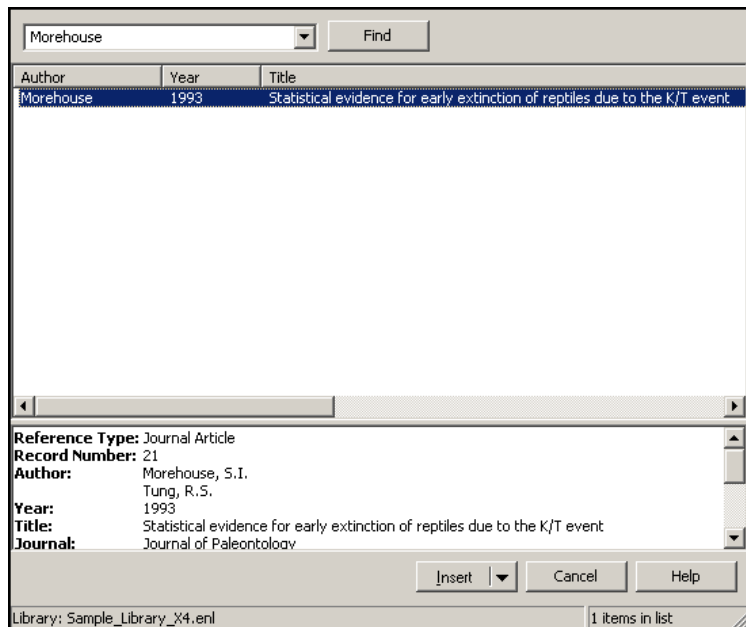 Morehouse Find
Author Year Title
Morehouse 1993 Statistical evidence for early extinction of reptiles due to the K/T event
Reference Type: Journal Article
Record Number: 21
Author: Morehouse, S.I.
Tung, R.S.
Year: 1993
Title: Statistical evidence for early extinction of reptiles due to the K/T event
Journal: Journal of Paleontology
Insert Cancel Help
Library: Sample_Library_X4.enl 1 items in list